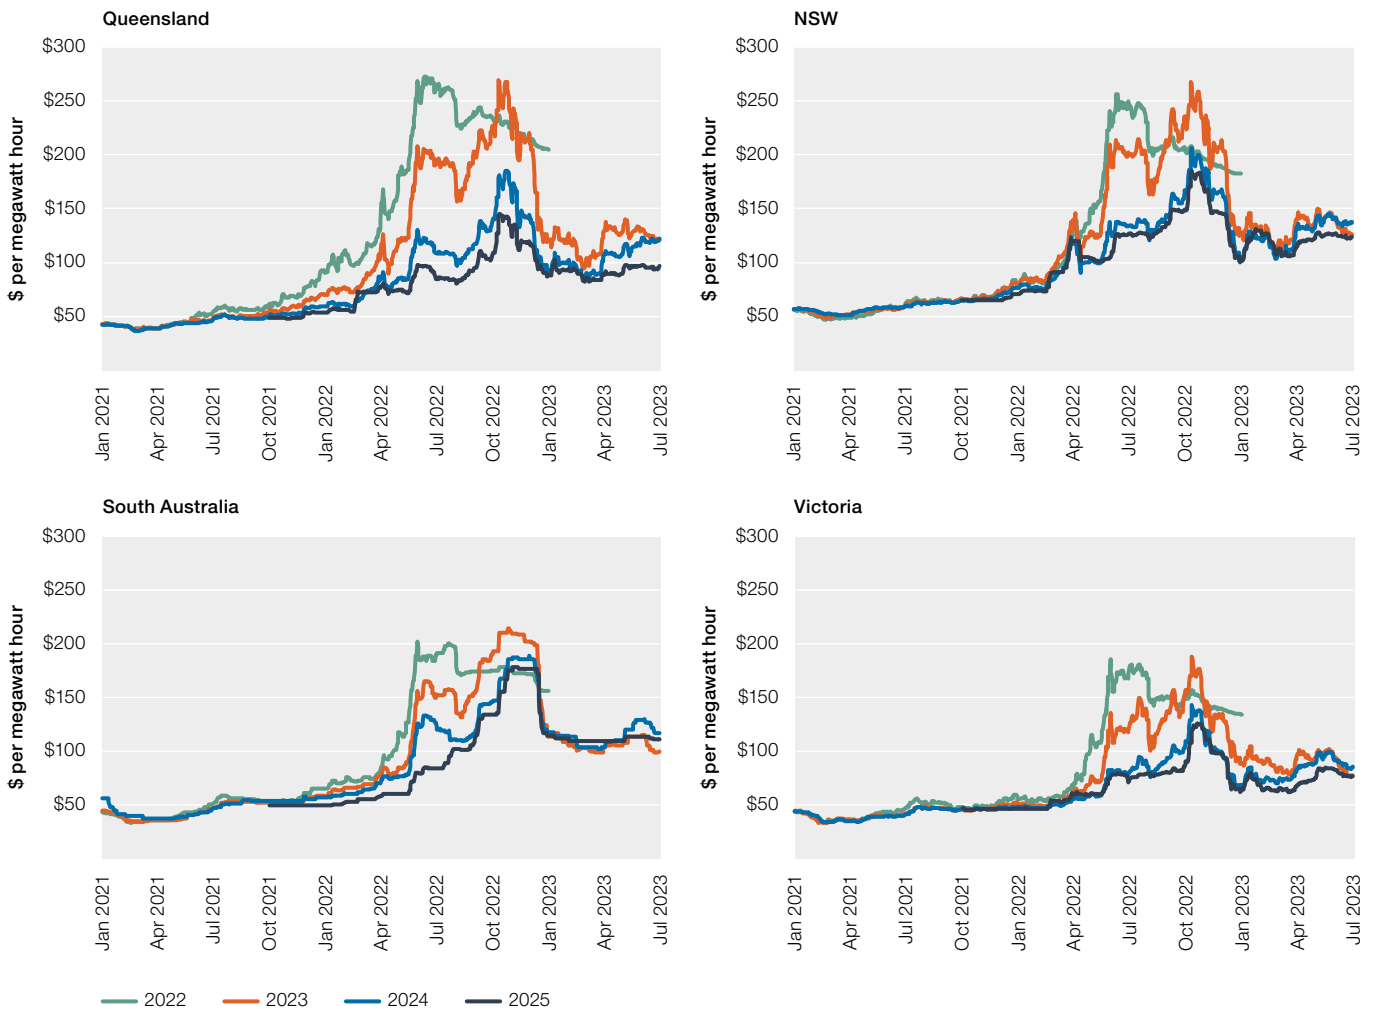 Queensland
$ per megawatt hour
$300
$250
$200
$150
$100
$50
Jan 2021
Apr 2021
Jul 2021
Oct 2021
Jan 2022
Apr 2022
Jul 2022
Oct 2022
Jan 2023
Apr 2023
Jul 2023
NSW
$ per megawatt hour
$300
$250
$200
$150
$100
$50
Jan 2021
Apr 2021
Jul 2021
Oct 2021
Jan 2022
Apr 2022
Jul 2022
Oct 2022
Jan 2023
Apr 2023
Jul 2023
South Australia
$ per megawatt hour
$300
$250
$200
$150
$100
$50
Jan 2021
Apr 2021
Jul 2021
Oct 2021
Jan 2022
Apr 2022
Jul 2022
Oct 2022
Jan 2023
Apr 2023
Jul 2023
Victoria
$ per megawatt hour
$300
$250
$200
$150
$100
$50
Jan 2021
Apr 2021
Jul 2021
Oct 2021
Jan 2022
Apr 2022
Jul 2022
Oct 2022
Jan 2023
Apr 2023
Jul 2023
2022 2023 2024 2025